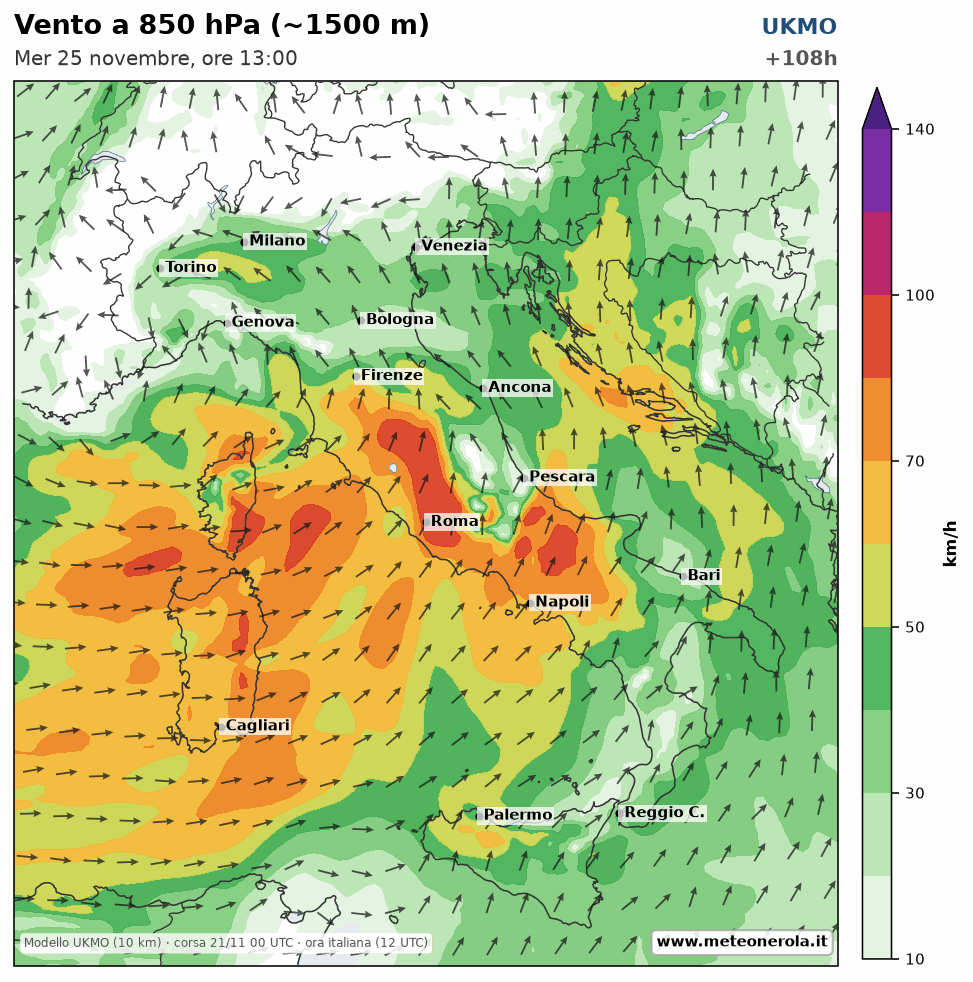 Vento a 850 hPa (~1500 m)
UKMO
Mer 25 novembre, ore 13:00
+108h
140
Milano
Venezia
Torino
100
Genova
Bologna
Firenze
Ancona
70
Pescara
Roma
km/h
Bari
Napoli
50
Cagliari
30
Palermo
Reggio C.
Modello UKMO (10 km) · corsa 21/11 00 UTC · ora italiana (12 UTC)
www.meteonerola.it
10